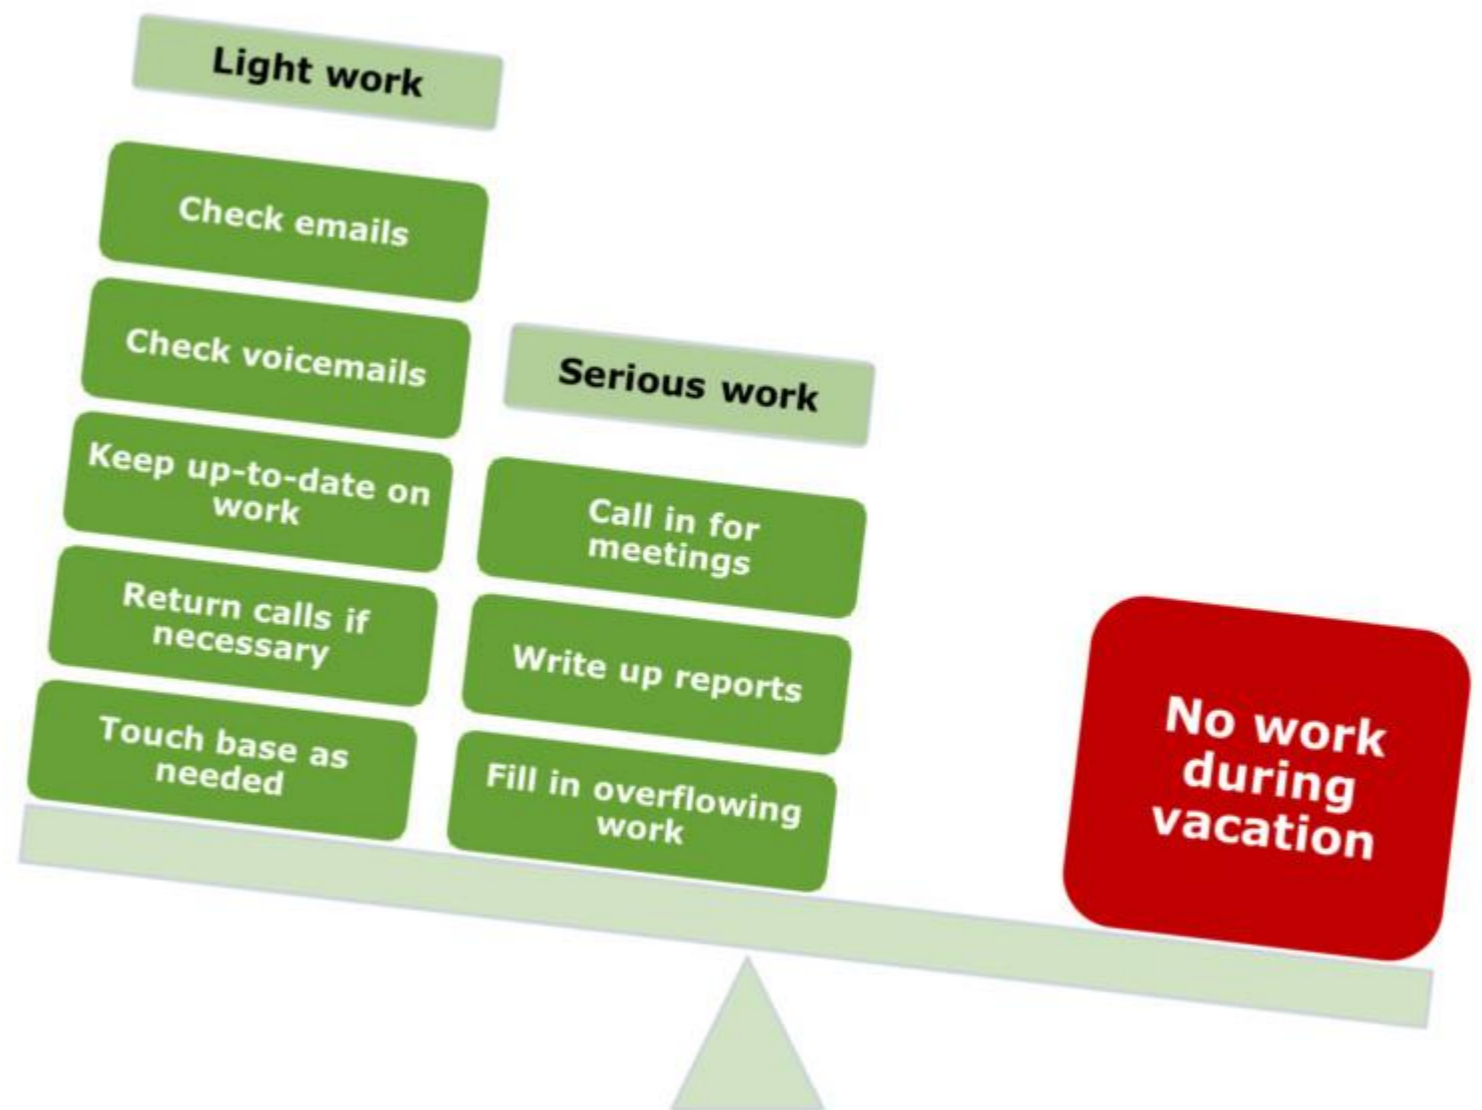 Light work
Check emails
Check voicemails
Keep up-to-date on
work
Return calls if
necessary
Touch base as
needed
Serious work
Call in for
meetings
Write up reports
Fill in overflowing
work
No work
during
vacation